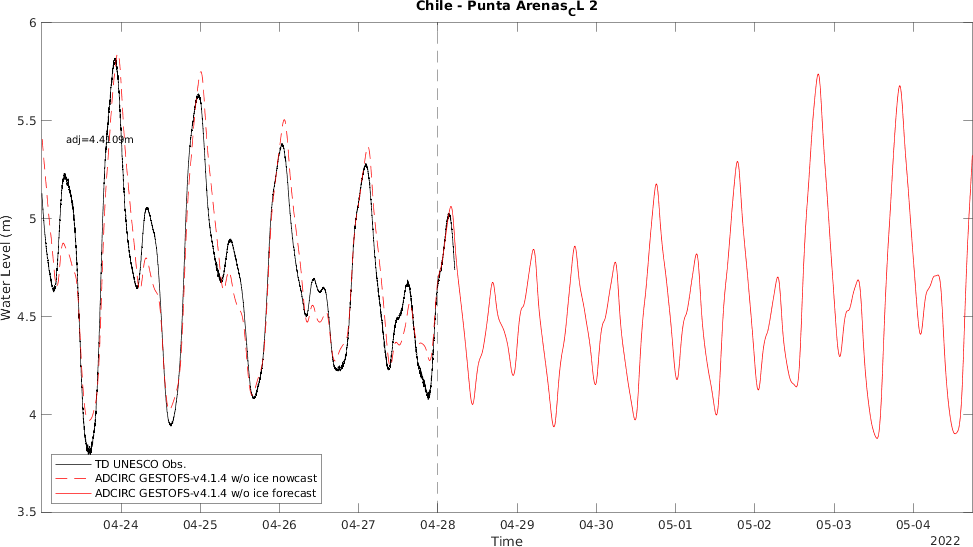 Chile - Punta Arenas_CL 2
Water Level (m)
6
5.5
5
4.5
4
3.5
adj=4.4109m
TD UNESCO Obs.
ADCIRC GESTOFS-v4.1.4 w/o ice nowcast
ADCIRC GESTOFS-v4.1.4 w/o ice forecast
04-24 04-25 04-26 04-27 04-28 04-29 04-30 05-01 05-02 05-03 05-04
Time
2022